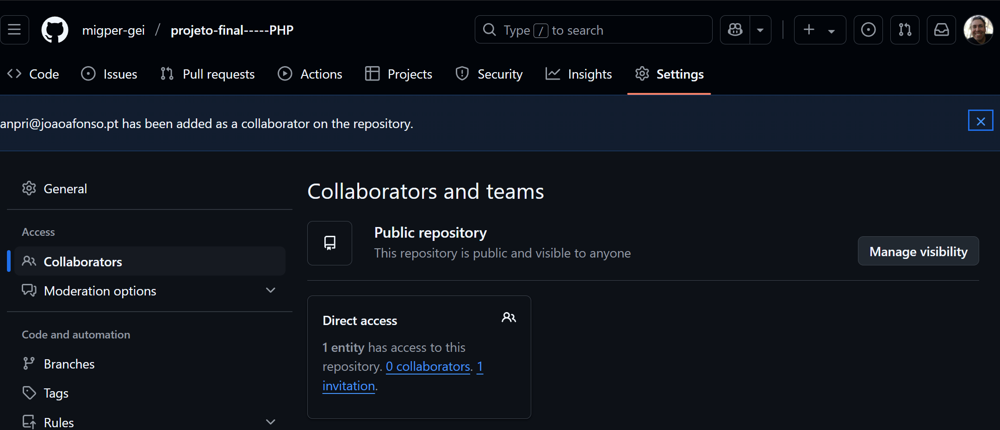 migper-gei / projeto-final-----PHP
Type / to search
Code
Issues
Pull requests
Actions
Projects
Security
Insights
Settings
anpri@joaoafonso.pt has been added as a collaborator on the repository.
General
Access
Collaborators
Moderation options
Code and automation
Branches
Tags
Rules
Collaborators and teams
Public repository
This repository is public and visible to anyone
Manage visibility
Direct access
1 entity has access to this
repository. 0 collaborators. 1
invitation.